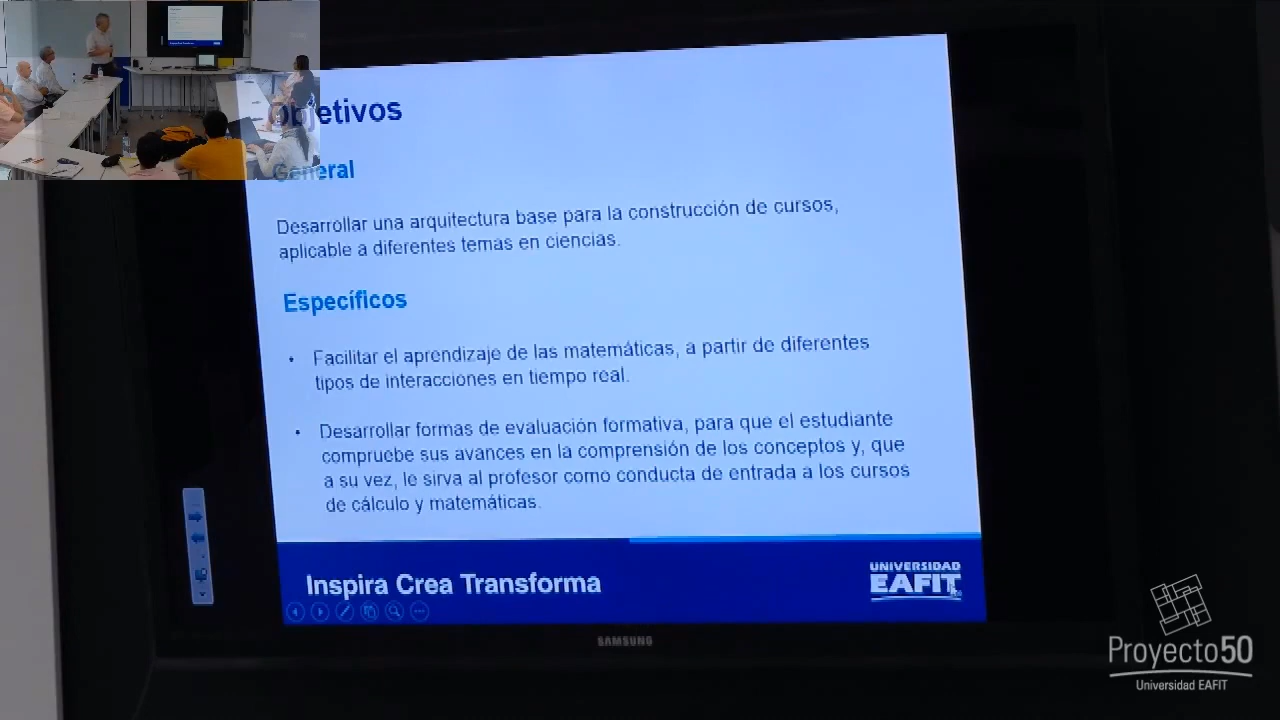 Objetivos
General
Desarrollar una arquitectura base para la construcción de cursos,
aplicable a diferentes temas en ciencias.
Específicos
• Facilitar el aprendizaje de las matemáticas, a partir de diferentes
tipos de interacciones en tiempo real.
• Desarrollar formas de evaluación formativa, para que el estudiante
compruebe sus avances en la comprensión de los conceptos y, que
a su vez, le sirva al profesor como conducta de entrada a los cursos
de cálculo y matemáticas.
Inspira Crea Transforma
UNIVERSIDAD
EAFIT
SAMSUNG
Proyecto50
Universidad EAFIT